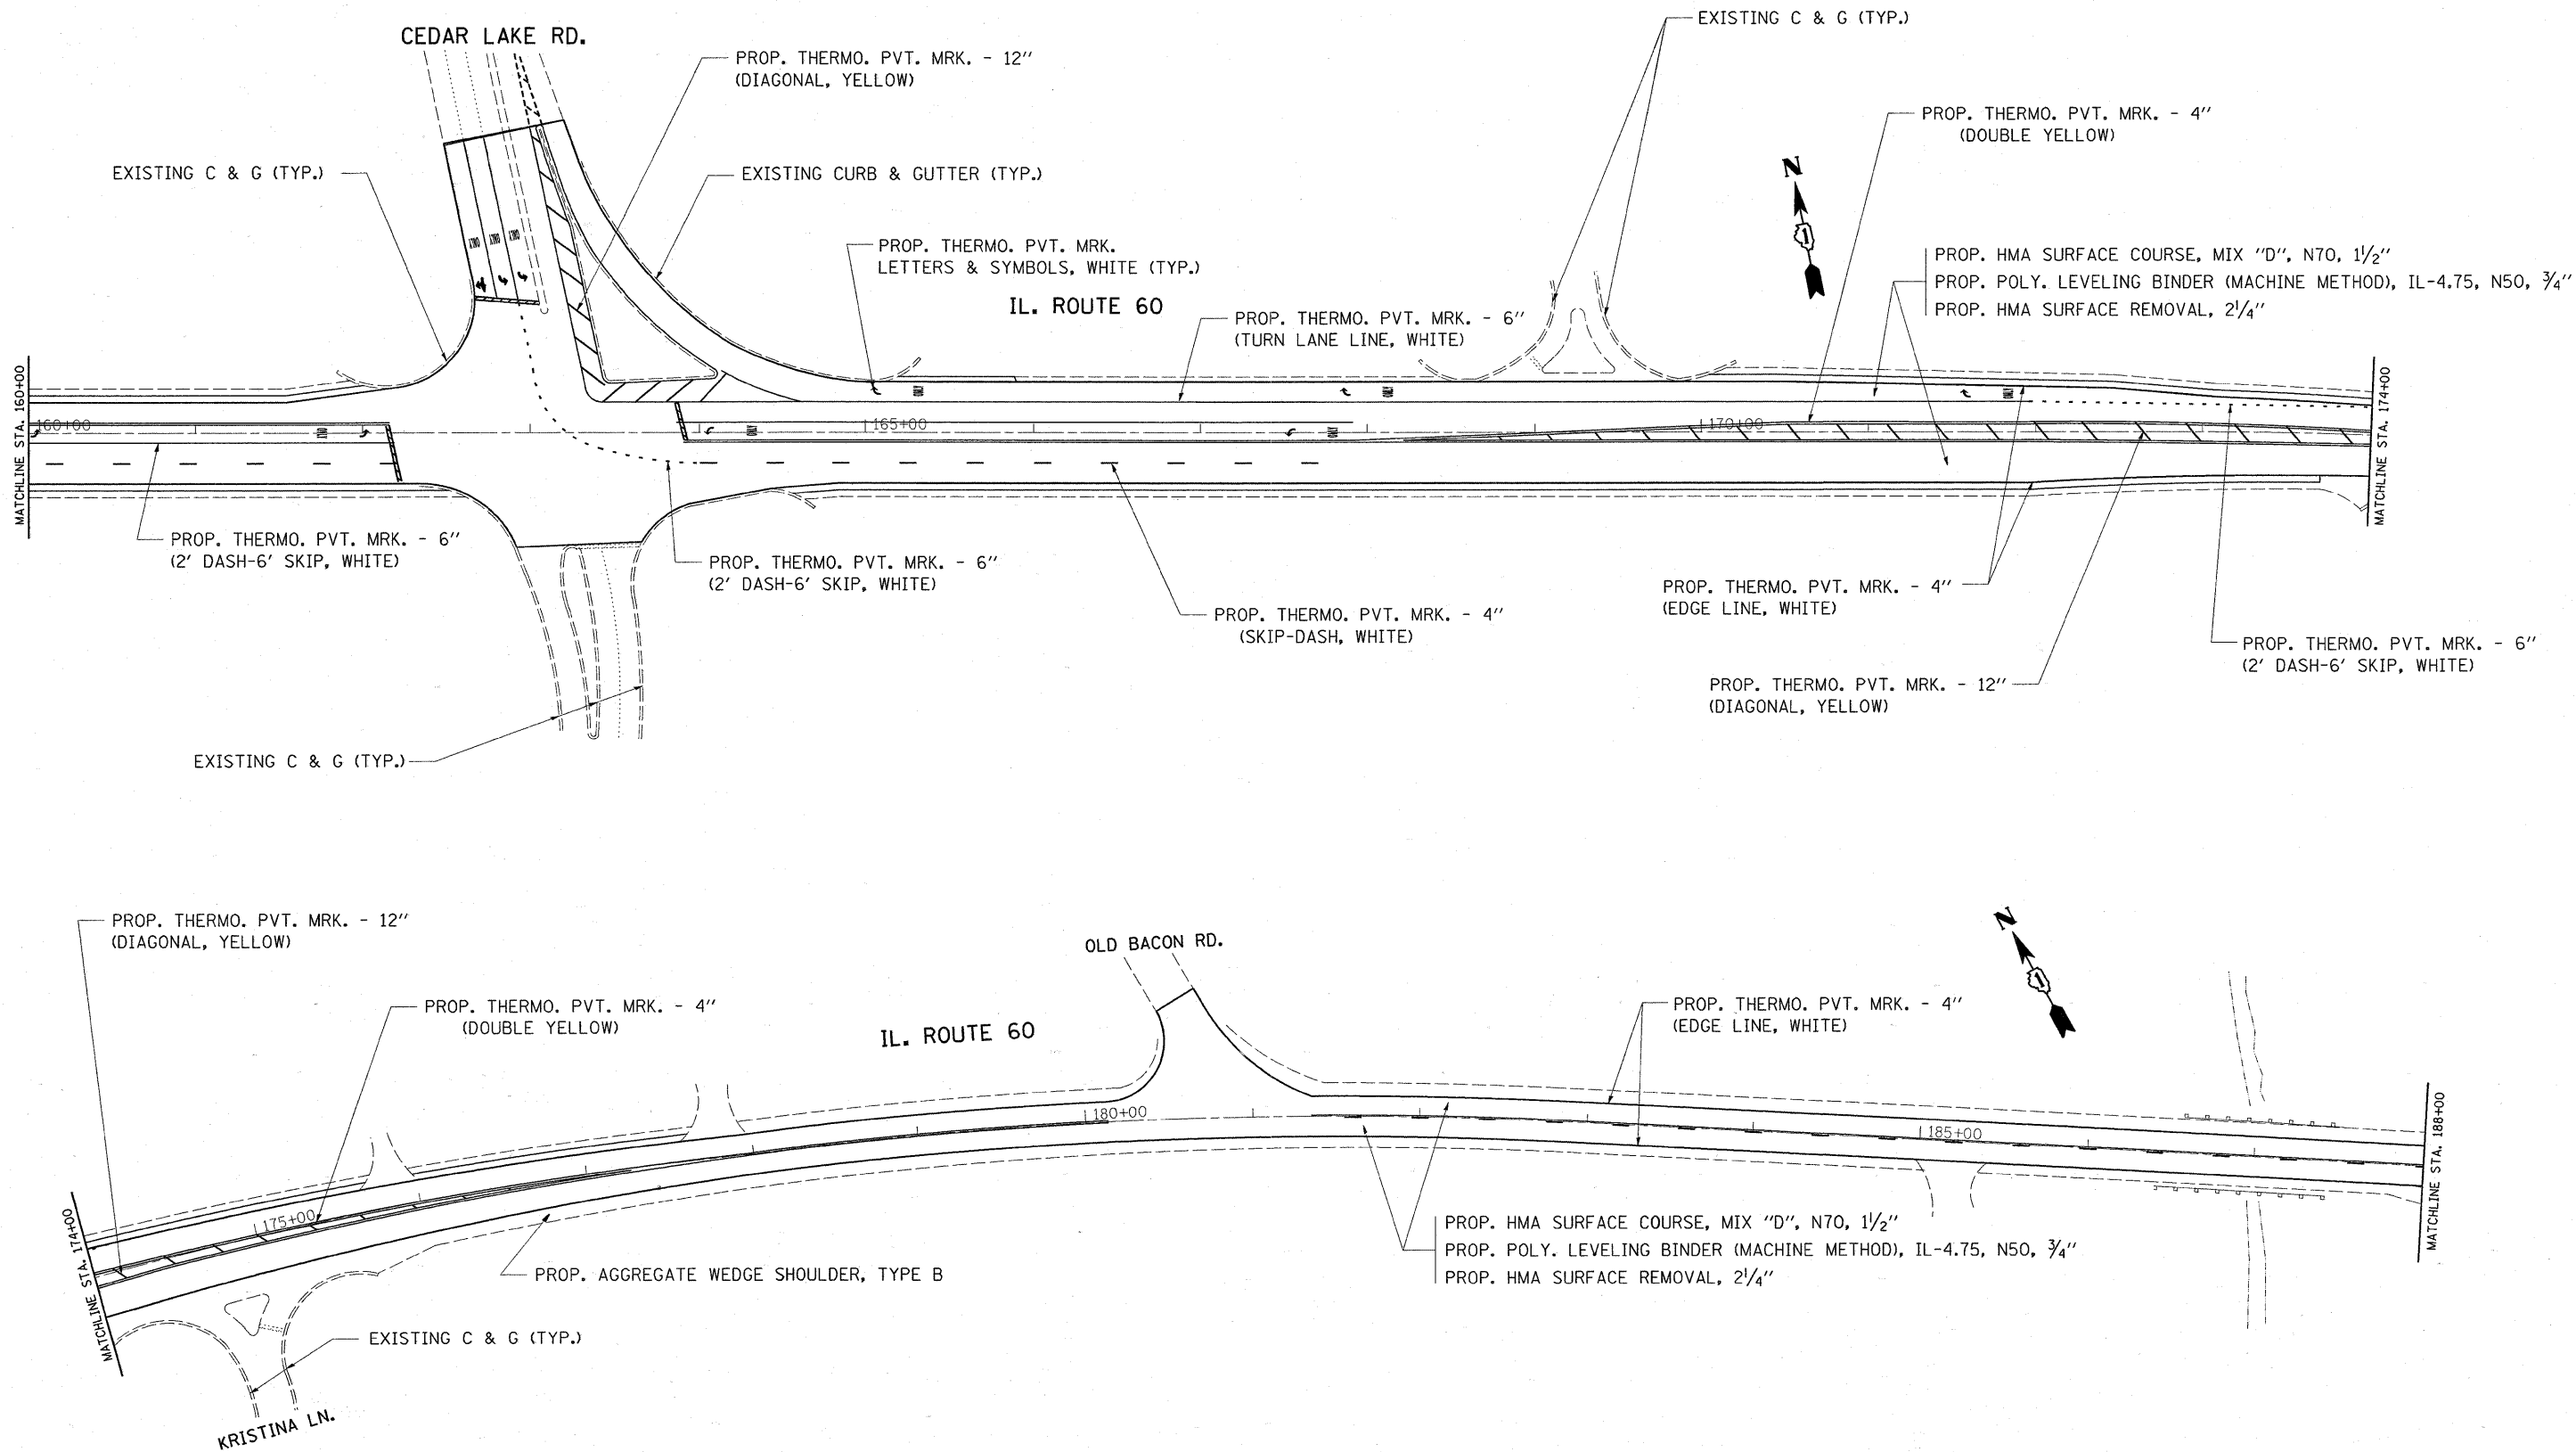 CEDAR LAKE RD.
EXISTING C & G (TYP.)
PROP. THERMO. PVT. MRK. - 12"
(DIAGONAL, YELLOW)
PROP. THERMO. PVT. MRK. - 4"
(DOUBLE YELLOW)
EXISTING C & G (TYP.)
EXISTING CURB & GUTTER (TYP.)
N
1
PROP. THERMO. PVT. MRK.
LETTERS & SYMBOLS, WHITE (TYP.)
PROP. HMA SURFACE COURSE, MIX "D", N70, 1½"
PROP. POLY. LEVELING BINDER (MACHINE METHOD), IL-4.75, N50, ¾"
PROP. HMA SURFACE REMOVAL, 2¼"
ONLY
ONLY
ONLY
IL. ROUTE 60
PROP. THERMO. PVT. MRK. - 6"
(TURN LANE LINE, WHITE)
MATCHLINE STA. 160+00
MATCHLINE STA. 174+00
ONLY
ONLY
ONLY
160+00
ONLY
ONLY
165+00
ONLY
170+00
PROP. THERMO. PVT. MRK. - 6"
(2' DASH-6' SKIP, WHITE)
PROP. THERMO. PVT. MRK. - 6"
(2' DASH-6' SKIP, WHITE)
PROP. THERMO. PVT. MRK. - 4"
(SKIP-DASH, WHITE)
PROP. THERMO. PVT. MRK. - 4"
(EDGE LINE, WHITE)
PROP. THERMO. PVT. MRK. - 6"
(2' DASH-6' SKIP, WHITE)
PROP. THERMO. PVT. MRK. - 12"
(DIAGONAL, YELLOW)
EXISTING C & G (TYP.)
PROP. THERMO. PVT. MRK. - 12"
(DIAGONAL, YELLOW)
OLD BACON RD.
N
1
PROP. THERMO. PVT. MRK. - 4"
(DOUBLE YELLOW)
IL. ROUTE 60
PROP. THERMO. PVT. MRK. - 4"
(EDGE LINE, WHITE)
180+00
185+00
175+00
MATCHLINE STA. 174+00
MATCHLINE STA. 188+00
PROP. HMA SURFACE COURSE, MIX "D", N70, 1½"
PROP. POLY. LEVELING BINDER (MACHINE METHOD), IL-4.75, N50, ¾"
PROP. HMA SURFACE REMOVAL, 2¼"
PROP. AGGREGATE WEDGE SHOULDER, TYPE B
EXISTING C & G (TYP.)
KRISTINA LN.